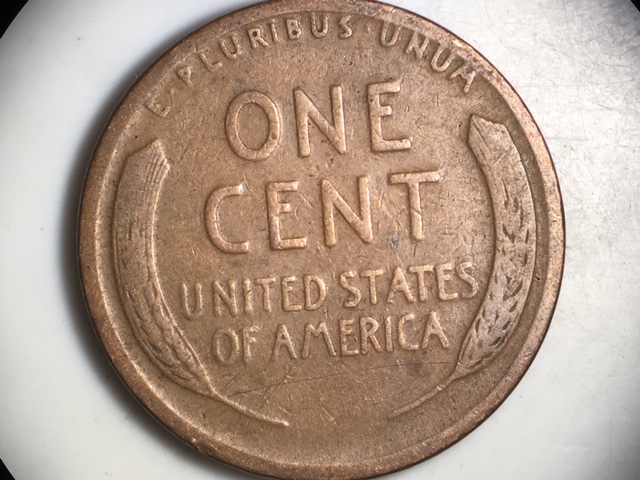 E·PLURIBUS·UNUM
ONE
CENT
UNITED STATES
OF AMERICA